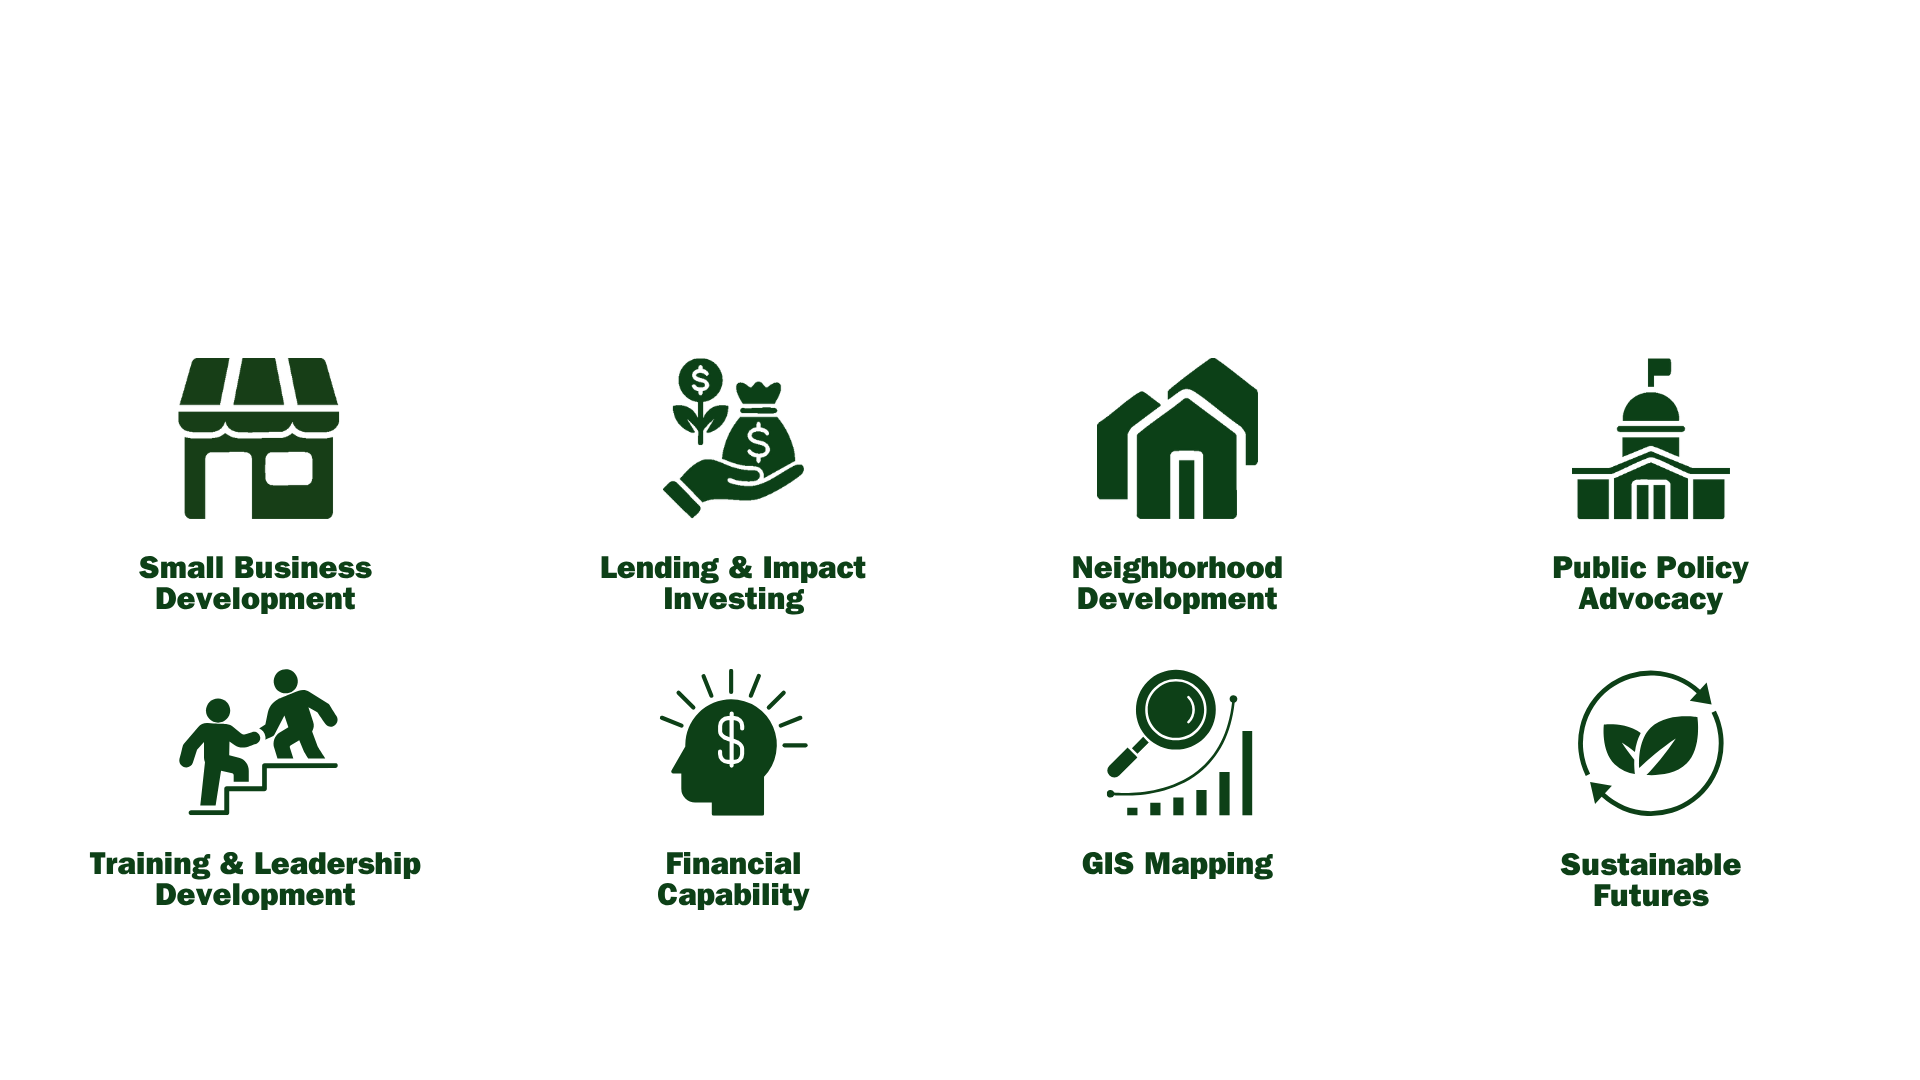 Small Business
Development
Lending & Impact
Investing
Neighborhood
Development
Public Policy
Advocacy
Training & Leadership
Development
Financial
Capability
GIS Mapping
Sustainable
Futures